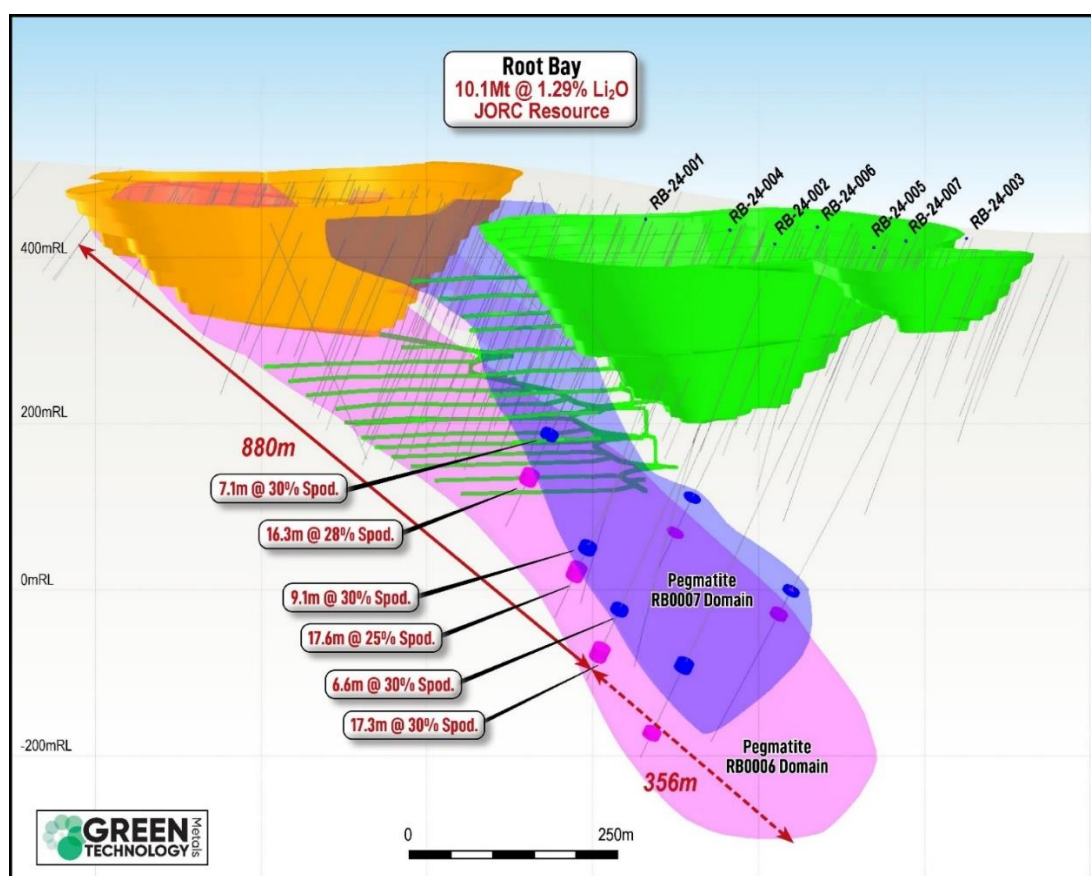 Root Bay
10.1Mt @ 1.29% Li₂O
JORC Resource
RB-24-001
RB-24-004
RB-24-002
RB-24-006
RB-24-005
RB-24-007
RB-24-003
400mRL
200mRL
880m
7.1m @ 30% Spod.
16.3m @ 28% Spod.
0mRL
9.1m @ 30% Spod.
Pegmatite
RB0007 Domain
17.6m @ 25% Spod.
6.6m @ 30% Spod.
17.3m @ 30% Spod.
-200mRL
Pegmatite
RB0006 Domain
356m
GREEN
TECHNOLOGY
Metals
0
250m